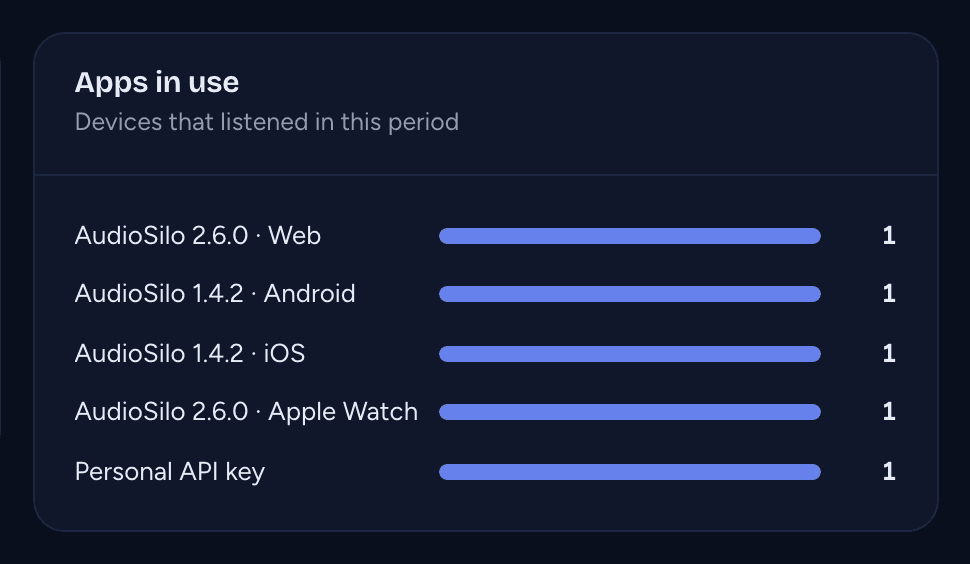 Apps in use
Devices that listened in this period
AudioSilo 2.6.0 · Web 1
AudioSilo 1.4.2 · Android 1
AudioSilo 1.4.2 · iOS 1
AudioSilo 2.6.0 · Apple Watch 1
Personal API key 1